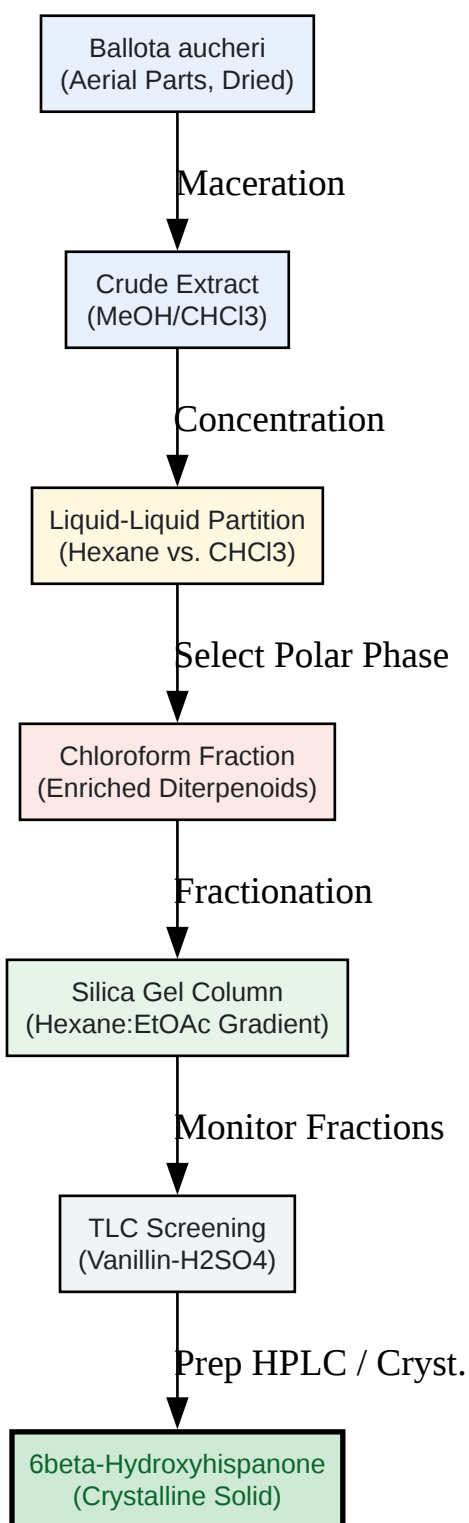 Ballota aucheri
(Aerial Parts, Dried)
Maceration
Crude Extract
(MeOH/CHCl3)
Concentration
Liquid-Liquid Partition
(Hexane vs. CHCl3)
Select Polar Phase
Chloroform Fraction
(Enriched Diterpenoids)
Fractionation
Silica Gel Column
(Hexane:EtOAc Gradient)
Monitor Fractions
TLC Screening
(Vanillin-H2SO4)
Prep HPLC / Cryst.
6beta-Hydroxyhispanone
(Crystalline Solid)